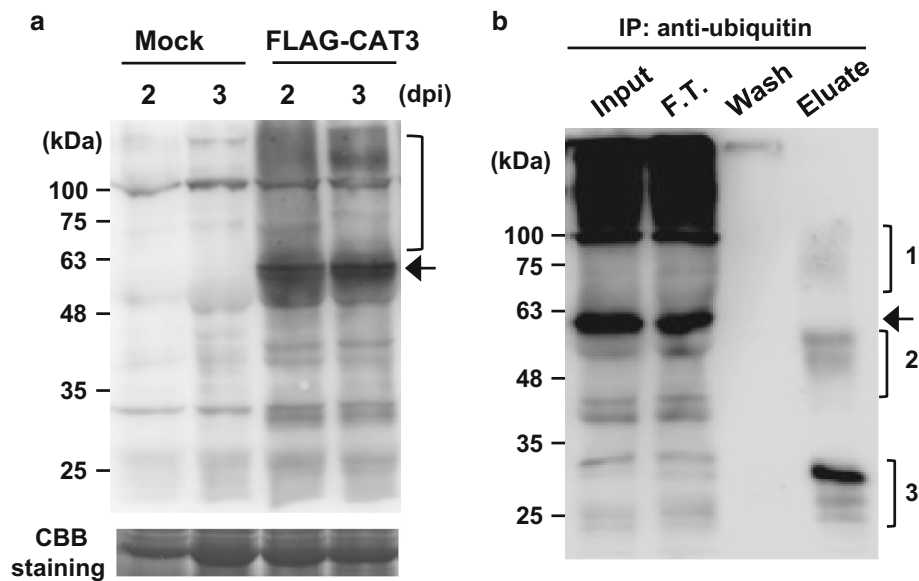 a
Mock FLAG-CAT3
2 3 2 3 (dpi)
(kDa)
100
75
63
48
35
25
CBB
staining
b
IP: anti-ubiquitin
Input F.T. Wash Eluate
(kDa)
100
75
63
48
35
25
1
2
3